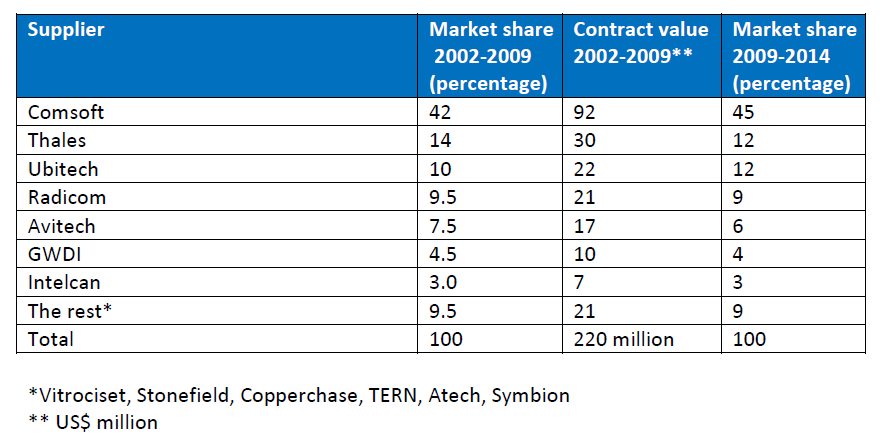 Supplier Market share 2002-2009 (percentage) Contract value 2002-2009** Market share 2009-2014 (percentage)
Comsoft 42 92 45
Thales 14 30 12
Ubitech 10 22 12
Radicom 9.5 21 9
Avitech 7.5 17 6
GWDI 4.5 10 4
Intelcan 3.0 7 3
The rest* 9.5 21 9
Total 100 220 million 100
*Vitrociset, Stonefield, Copperchase, TERN, Atech, Symbion
** US$ million